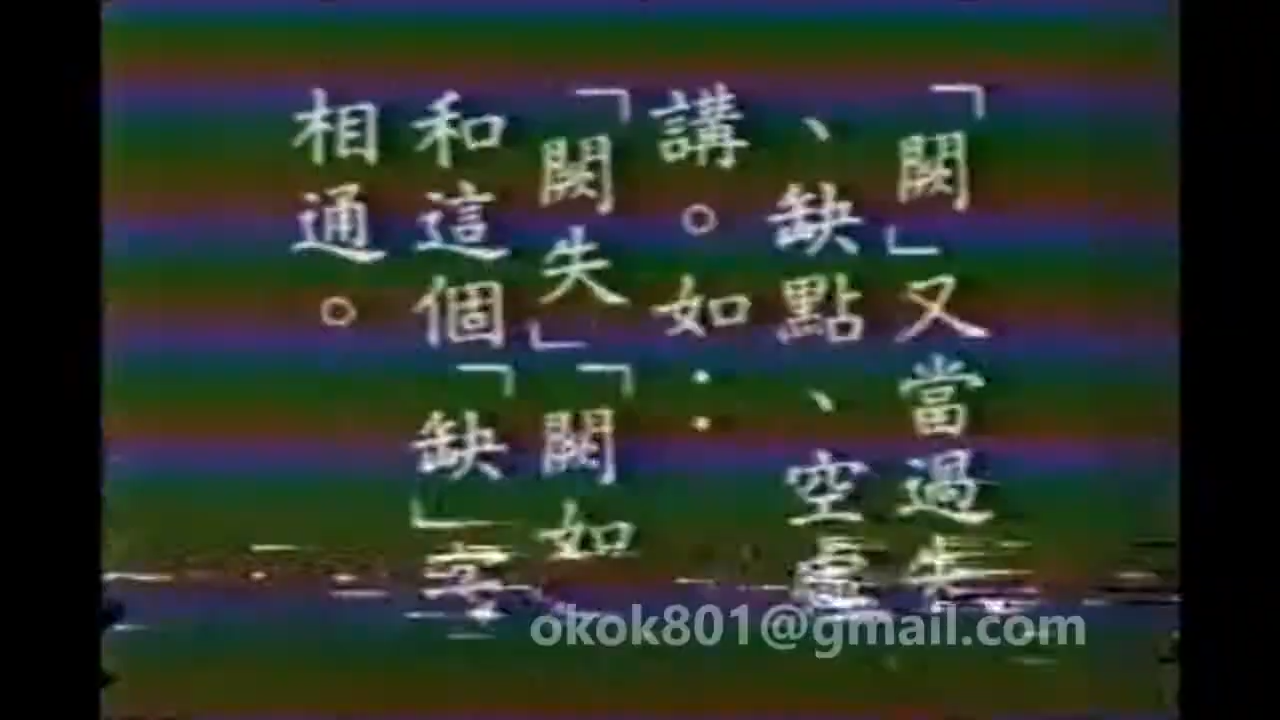 「闕」又當過失
、缺點、空虛
講。如：
「闕失」「闕如
和這個「缺」字
相通。
okok801@gmail.com